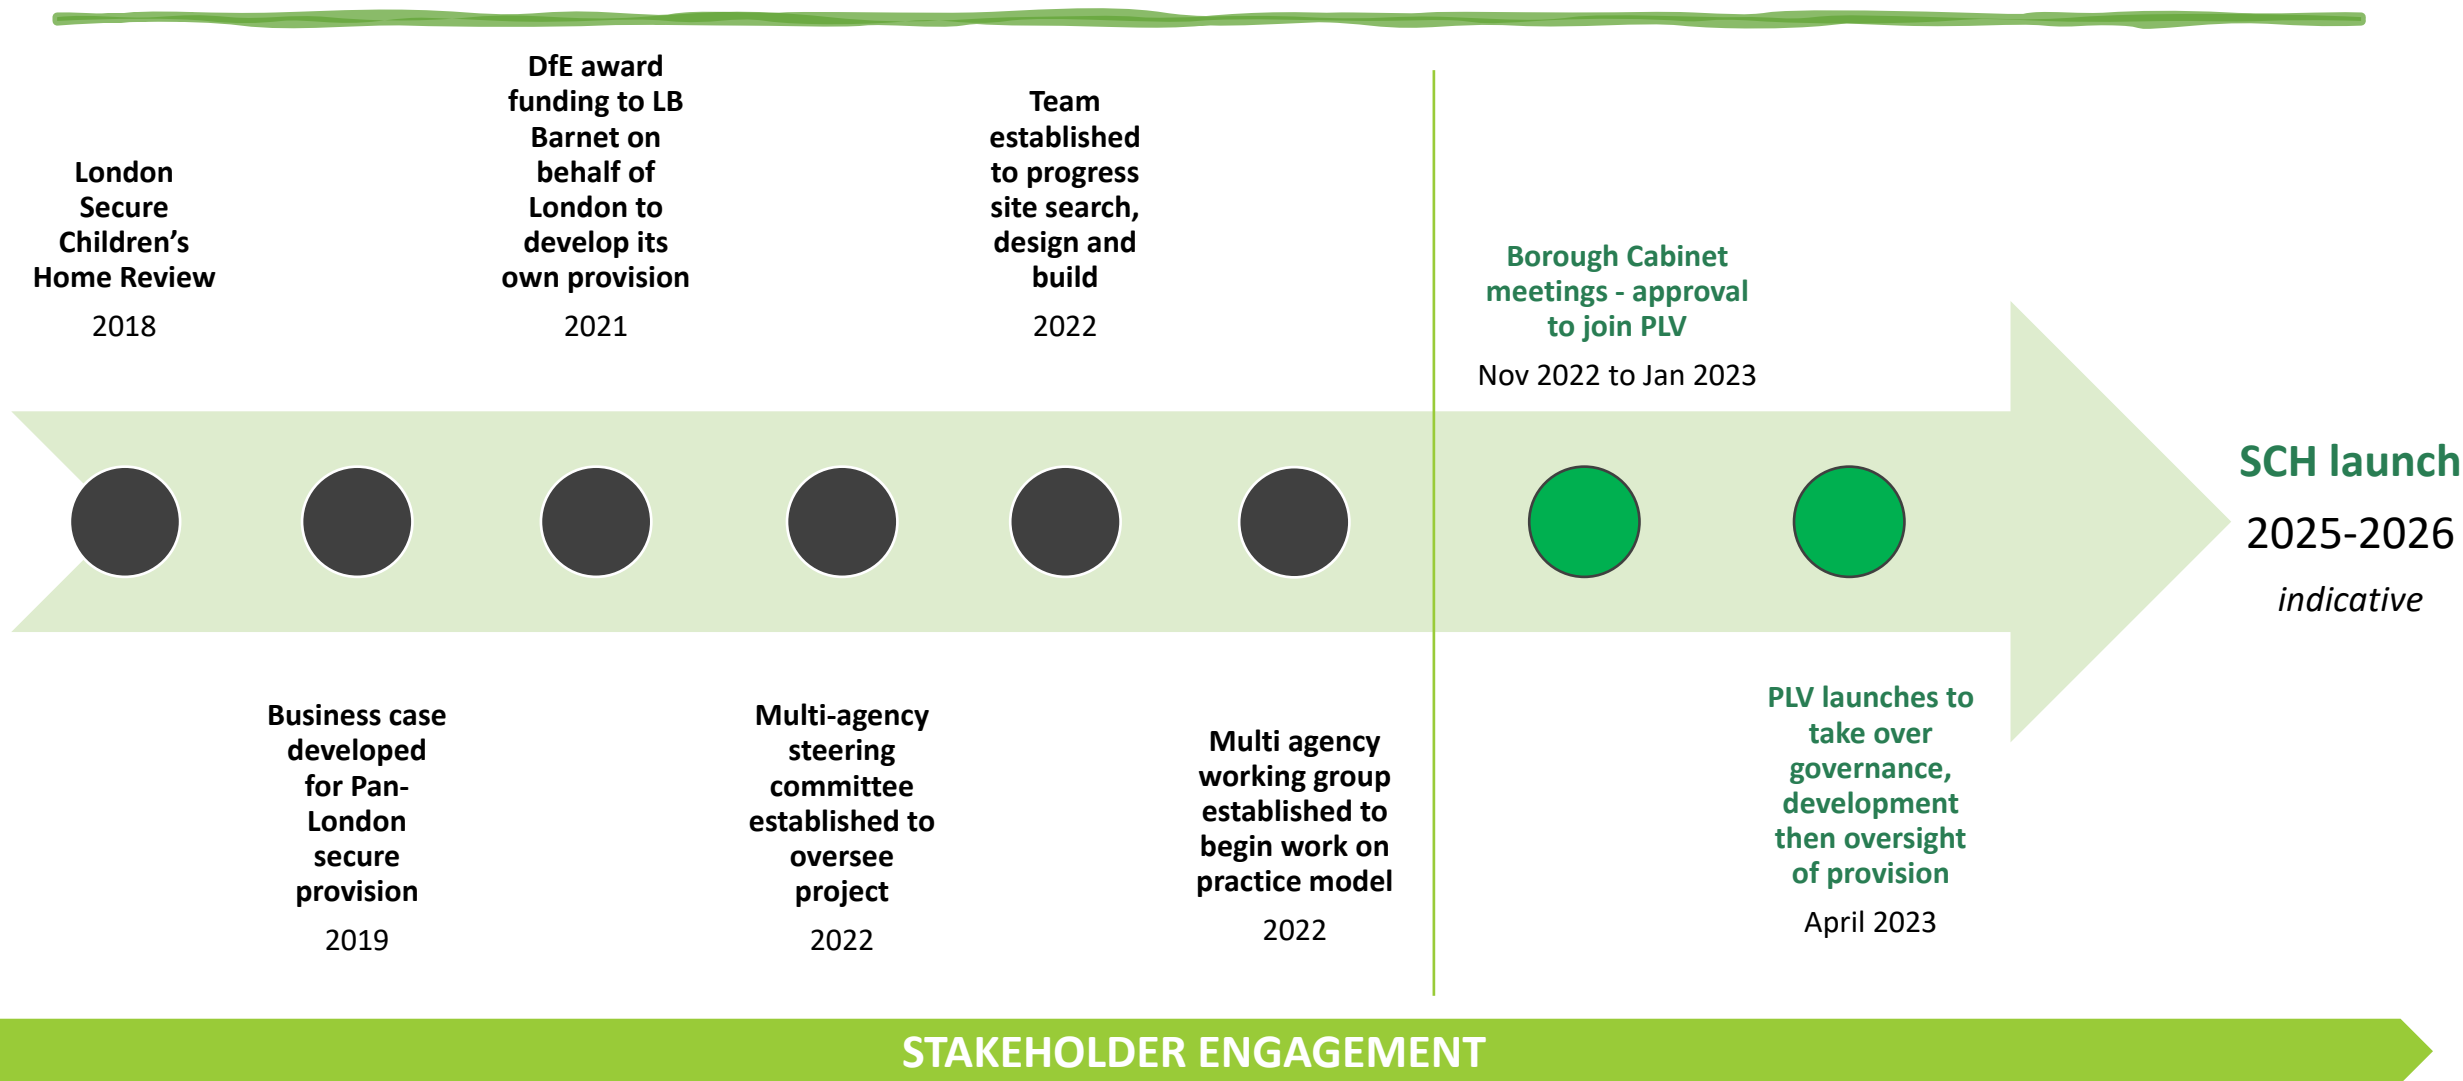 London
Secure
Children’s
Home Review
2018
Business case
developed
for Pan-
London
secure
provision
2019
DfE award
funding to LB
Barnet on
behalf of
London to
develop its
own provision
2021
Multi-agency
steering
committee
established to
oversee
project
2022
Team
established
to progress
site search,
design and
build
2022
Multi agency
working group
established to
begin work on
practice model
2022
Borough Cabinet
meetings - approval
to join PLV
Nov 2022 to Jan 2023
PLV launches to
take over
governance,
development
then oversight
of provision
April 2023
SCH launch
2025-2026
indicative
STAKEHOLDER ENGAGEMENT